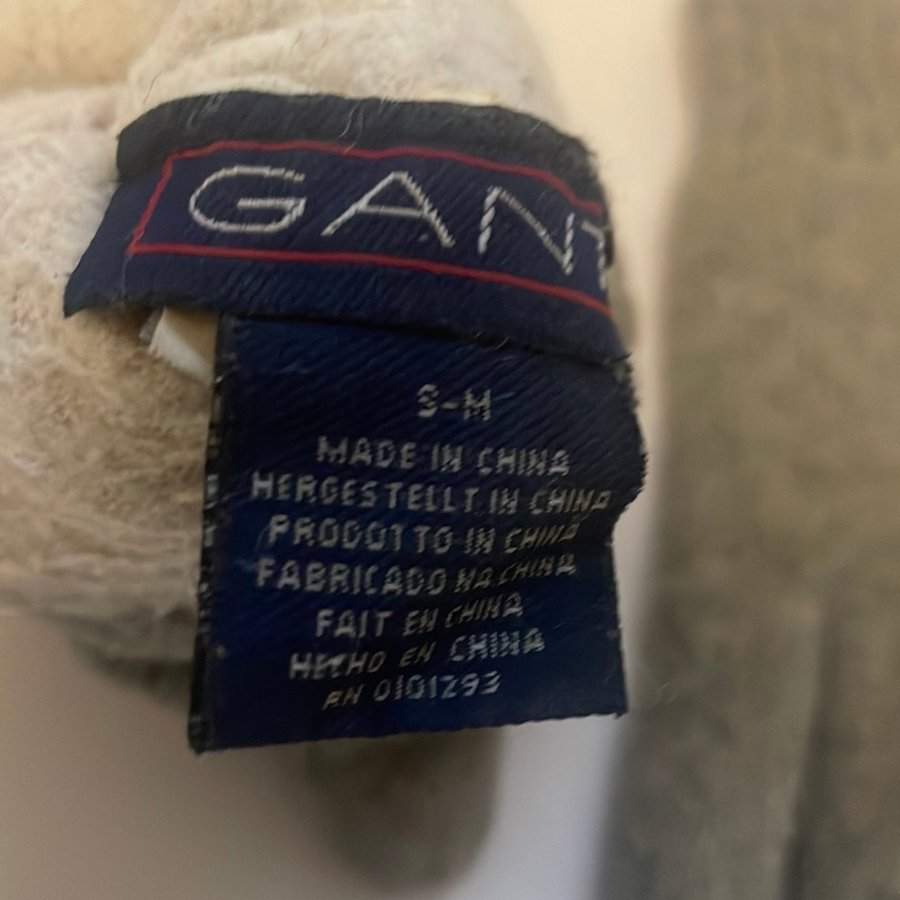 GANT
S-M
MADE IN CHINA
HERGESTELLT IN CHINA
PRODOTTO IN CHINA
FABRICADO NA CHINA
FAIT EN CHINA
HECHO EN CHINA
RN 0101293